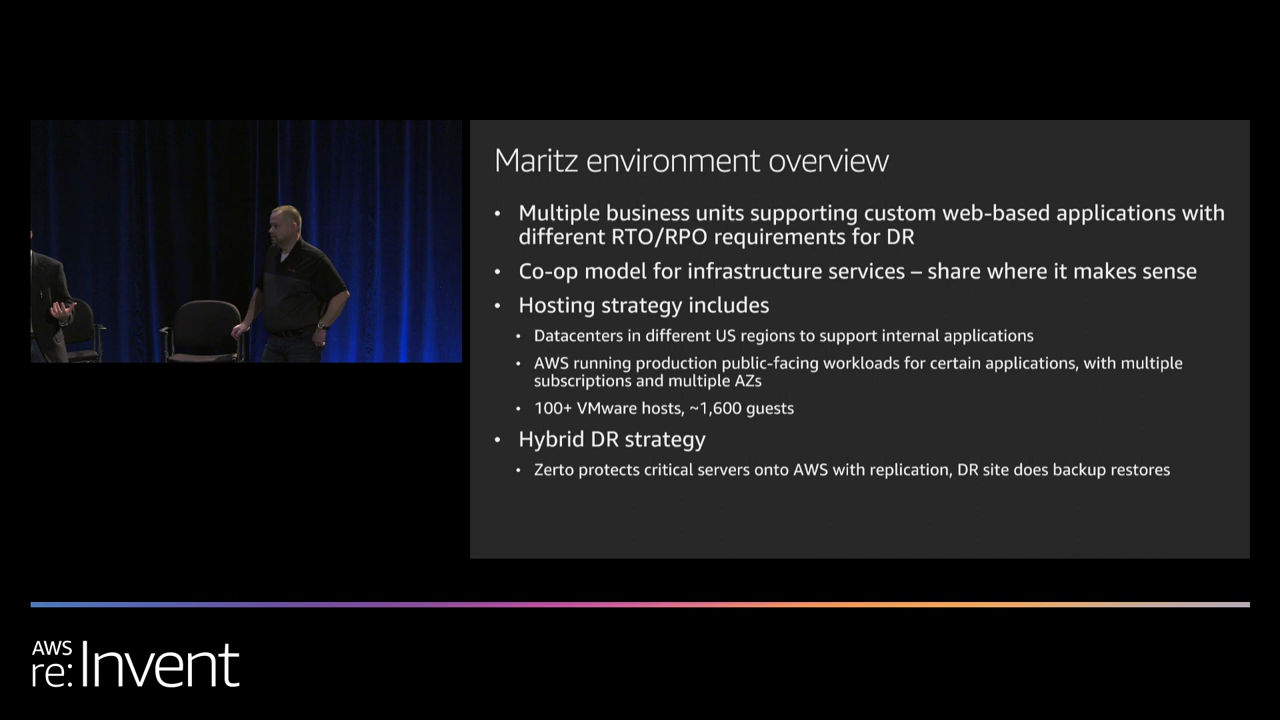 Maritz environment overview
• Multiple business units supporting custom web-based applications with
different RTO/RPO requirements for DR
• Co-op model for infrastructure services – share where it makes sense
• Hosting strategy includes
• Datacenters in different US regions to support internal applications
• AWS running production public-facing workloads for certain applications, with multiple
subscriptions and multiple AZs
• 100+ VMware hosts, ~1,600 guests
• Hybrid DR strategy
• Zerto protects critical servers onto AWS with replication, DR site does backup restores
AWS
re:Invent